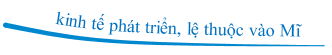 kinh tế phát triển, lệ thuộc vào Mĩ